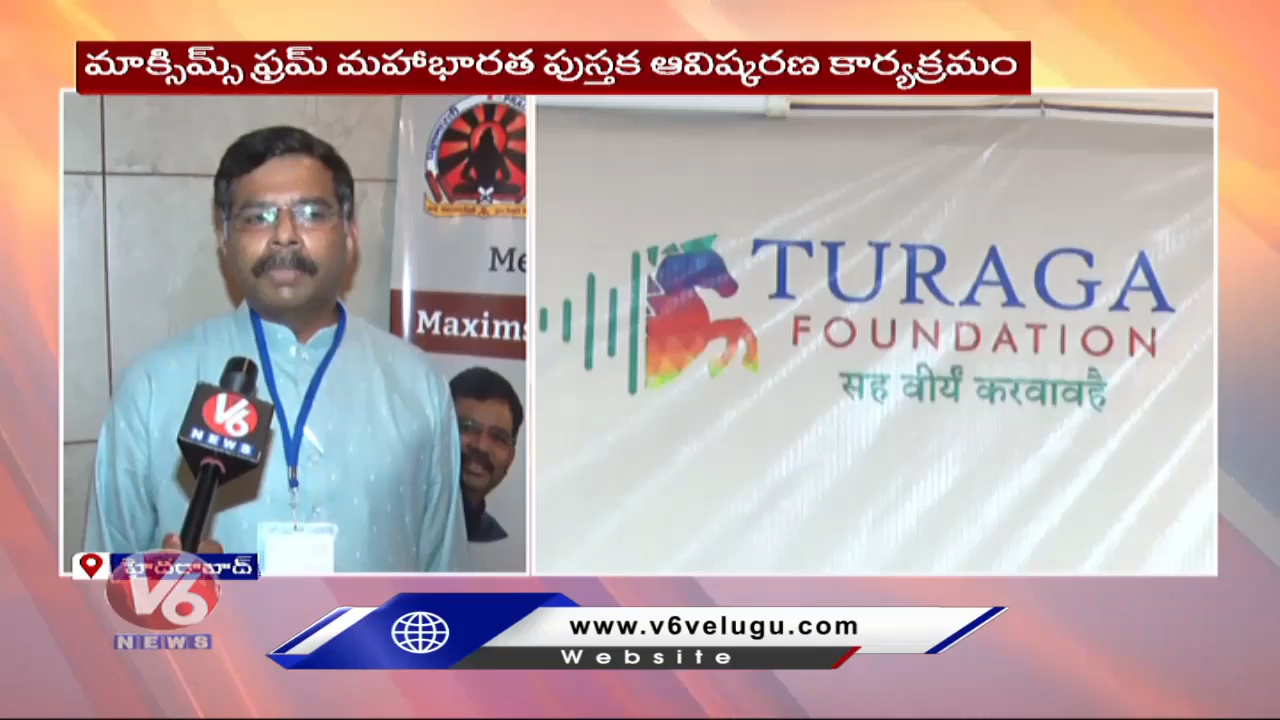 మాక్సిమ్స్ ఫ్రమ్ మహాభారత పుస్తక ఆవిష్కరణ కార్యక్రమం
Me
Maxims
V6
NEWS
TURAGA
FOUNDATION
सह वीर्यं करवावहै
హైదరాబాద్
V6
NEWS
www.v6velugu.com
Website